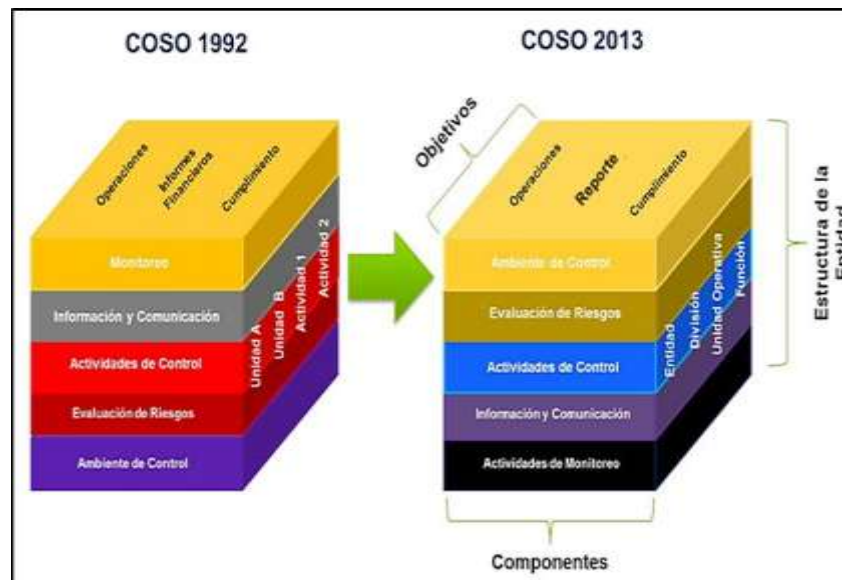 COSO 1992
Operaciones
Informes
Financieros
Cumplimiento
Monitoreo
Información y Comunicación
Actividades de Control
Evaluación de Riesgos
Ambiente de Control
Unidad A
Unidad B
Actividad 1
Actividad 2
COSO 2013
Objetivos
Operaciones
Reporte
Cumplimiento
Ambiente de Control
Evaluación de Riesgos
Actividades de Control
Información y Comunicación
Actividades de Monitoreo
Entidad
División
Unidad Operativa
Función
Estructura de la
Entidad
Componentes